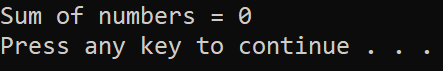 Sum of numbers = 0
Press any key to continue . . .